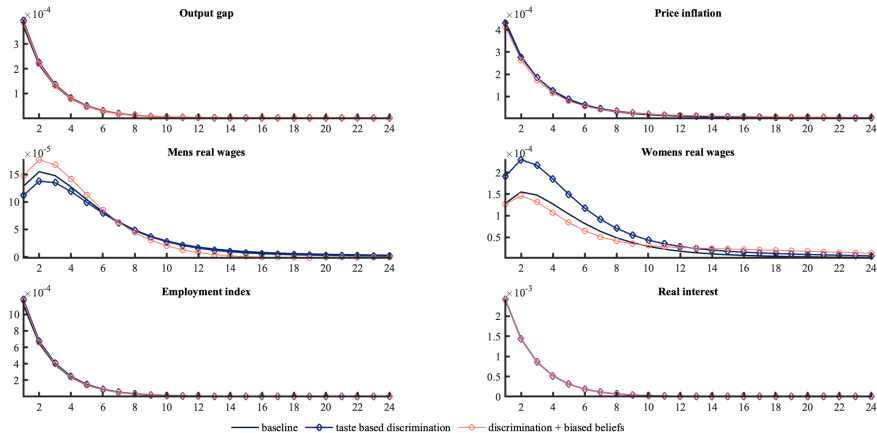 Output gap
×10⁻⁴
4
3
2
1
2 4 6 8 10 12 14 16 18 20 22 24
Price inflation
×10⁻⁴
4
3
2
1
2 4 6 8 10 12 14 16 18 20 22 24
Mens real wages
×10⁻⁵
15
10
5
0
2 4 6 8 10 12 14 16 18 20 22 24
Womens real wages
×10⁻⁴
2
1.5
1
0.5
2 4 6 8 10 12 14 16 18 20 22 24
Employment index
×10⁻⁴
10
8
6
4
2
2 4 6 8 10 12 14 16 18 20 22 24
Real interest
×10⁻³
2
1.5
1
0.5
0
2 4 6 8 10 12 14 16 18 20 22 24
baseline taste based discrimination discrimination + biased beliefs